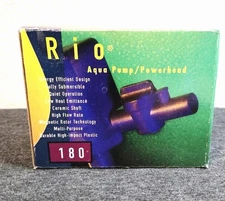 Rio®
Aqua Pump/Powerhead
Energy Efficient Design
Fully Submersible
Quiet Operation
Low Heat Emittance
Ceramic Shaft
High Flow Rate
Magnetic Rotor Technology
Multi-Purpose
Durable High-Impact Plastic
180